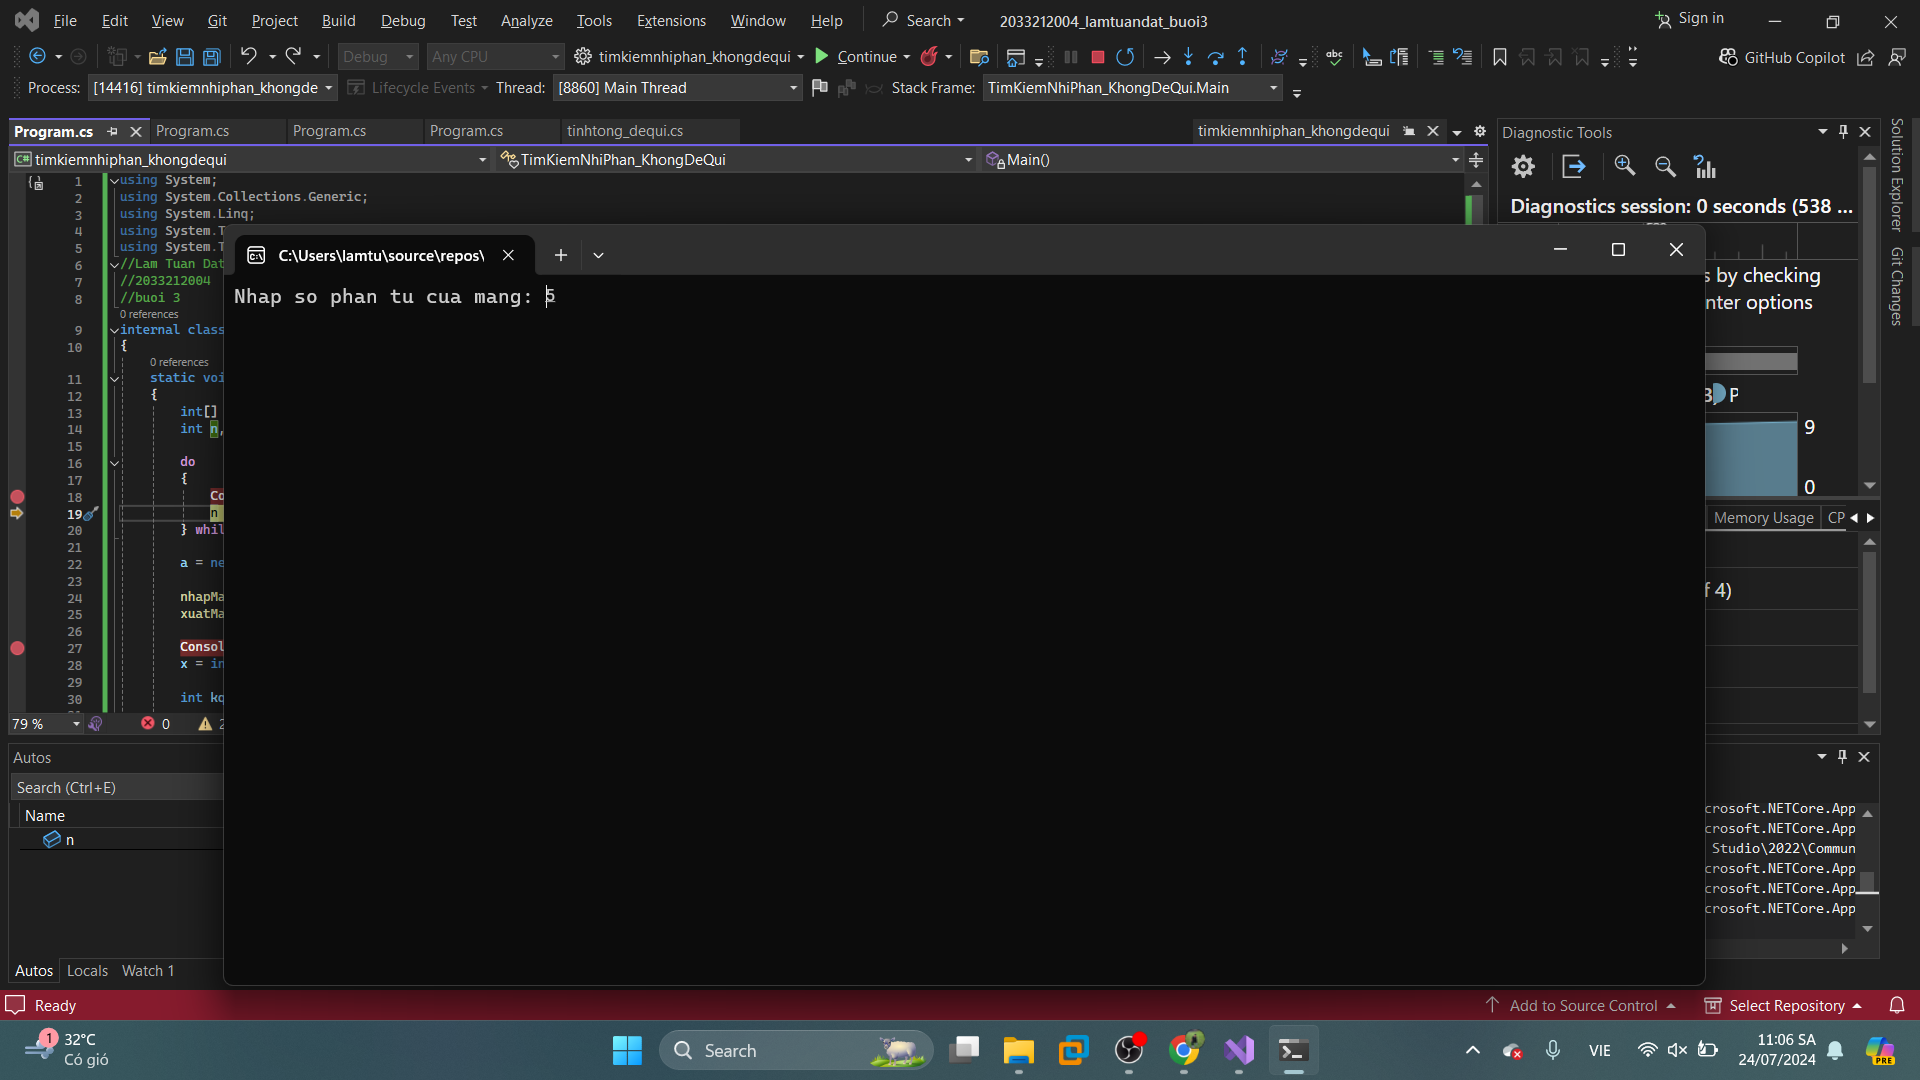 File Edit View Git Project Build Debug Test Analyze Tools Extensions Window Help Search 2033212004_lamtuandat_buoi3 Sign in
Debug Any CPU timkiemnhiphan_khongdequi Continue GitHub Copilot
Process: [14416] timkiemnhiphan_khongde Lifecycle Events Thread: [8860] Main Thread Stack Frame: TimKiemNhiPhan_KhongDeQui.Main
Program.cs Program.cs Program.cs Program.cs tinhtong_dequi.cs timkiemnhiphan_khongdequi
timkiemnhiphan_khongdequi TimKiemNhiPhan_KhongDeQui Main()
1 using System;
2 using System.Collections.Generic;
3 using System.Linq;
4 using System.T
5 using System.T
6 //Lam Tuan Dat
7 //2033212004
8 //buoi 3
0 references
9 internal class
10 {
0 references
11 static voi
12 {
13 int[]
14 int n,
15
16 do
17 {
18 Co
19 n
20 } whil
21
22 a = ne
23
24 nhapMa
25 xuatMa
26
27 Consol
28 x = in
29
30 int kq
79 % 0 2
C:\Users\lamtu\source\repos\
Nhap so phan tu cua mang: 5
Diagnostic Tools
Diagnostics session: 0 seconds (538 ...
s by checking
nter options
P
9
0
Memory Usage CP
f 4)
Solution Explorer
Git Changes
Autos
Search (Ctrl+E)
Name
n
Autos Locals Watch 1
crosoft.NETCore.App
crosoft.NETCore.App
Studio\2022\Commun
crosoft.NETCore.App
crosoft.NETCore.App
crosoft.NETCore.App
Ready Add to Source Control Select Repository
1 32°C
Có gió
Search
VIE
11:06 SA
24/07/2024
PRE